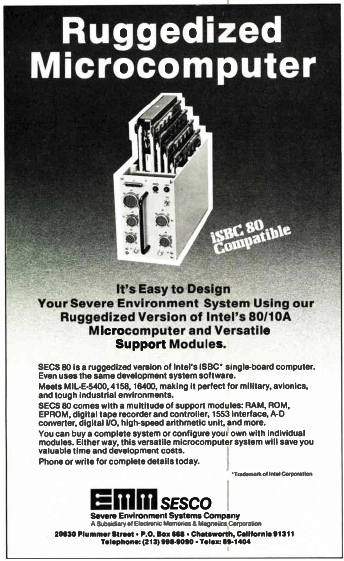 Ruggedized
Microcomputer
iSBC 80
Compatible
It's Easy to Design
Your Severe Environment System Using our
Ruggedized Version of Intel's 80/10A
Microcomputer and Versatile
Support Modules.
SECS 80 is a ruggedized version of Intel's iSBC* single-board computer.
Even uses the same development system software.
Meets MIL-E-5400, 4158, 16400, making it perfect for military, avionics,
and tough industrial environments.
SECS 80 comes with a multitude of support modules: RAM, ROM,
EPROM, digital tape recorder and controller, 1553 interface, A-D
converter, digital I/O, high-speed arithmetic unit, and more.
You can buy a complete system or configure your own with individual
modules. Either way, this versatile microcomputer system will save you
valuable time and development costs.
Phone or write for complete details today.
*Trademark of Intel Corporation
EMM SESCO
Severe Environment Systems Company
A Subsidiary of Electronic Memories & Magnetics Corporation
20630 Plummer Street • P.O. Box 668 • Chatsworth, California 91311
Telephone: (213) 998-9090 • Telex: 69-1404